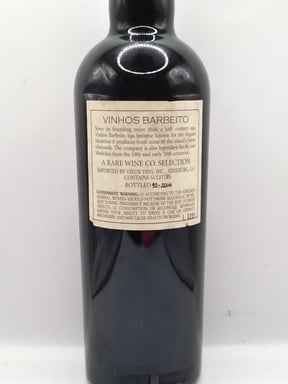 VINHOS BARBEITO
Since its founding more than a half century ago,
Vinhos Barbeito has become known for the elegant
Madeiras it produces from some of the island's finest
vineyards. The company is also legendary for its rare
Madeiras from the 19th and early 20th centuries.
A RARE WINE CO. SELECTION
IMPORTED BY VIEUX VINS, INC., VINEBURG, CA
CONTAINS SULFITES
BOTTLED 10-2004
GOVERNMENT WARNING: (1) ACCORDING TO THE SURGEON
GENERAL, WOMEN SHOULD NOT DRINK ALCOHOLIC BEVER-
AGES DURING PREGNANCY BECAUSE OF THE RISK OF BIRTH
DEFECTS. (2) CONSUMPTION OF ALCOHOLIC BEVERAGES
IMPAIRS YOUR ABILITY TO DRIVE A CAR OR OPERATE
MACHINERY, AND MAY CAUSE HEALTH PROBLEMS.